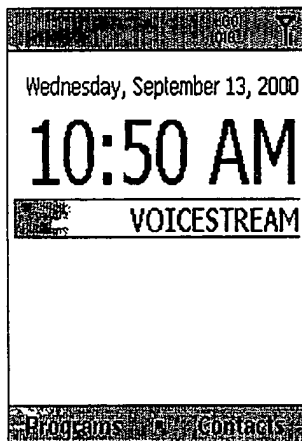 Wednesday, September 13, 2000
10:50 AM
VOICESTREAM
Programs Contacts